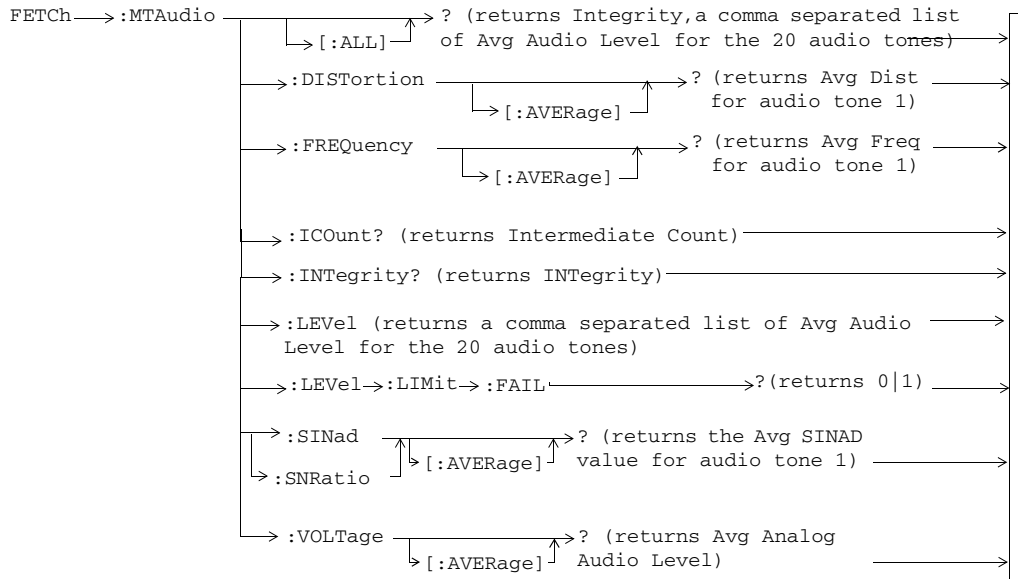 FETCh :MTAudio ? (returns Integrity,a comma separated list
[:ALL] of Avg Audio Level for the 20 audio tones)
:DISTortion ? (returns Avg Dist
[:AVERage] for audio tone 1)
:FREQuency ? (returns Avg Freq
[:AVERage] for audio tone 1)
:ICOunt? (returns Intermediate Count)
:INTegrity? (returns INTegrity)
:LEVel (returns a comma separated list of Avg Audio
Level for the 20 audio tones)
:LEVel :LIMit :FAIL ?(returns 0|1)
:SINad ? (returns the Avg SINAD
[:AVERage] value for audio tone 1)
:SNRatio
:VOLTage ? (returns Avg Analog
[:AVERage] Audio Level)